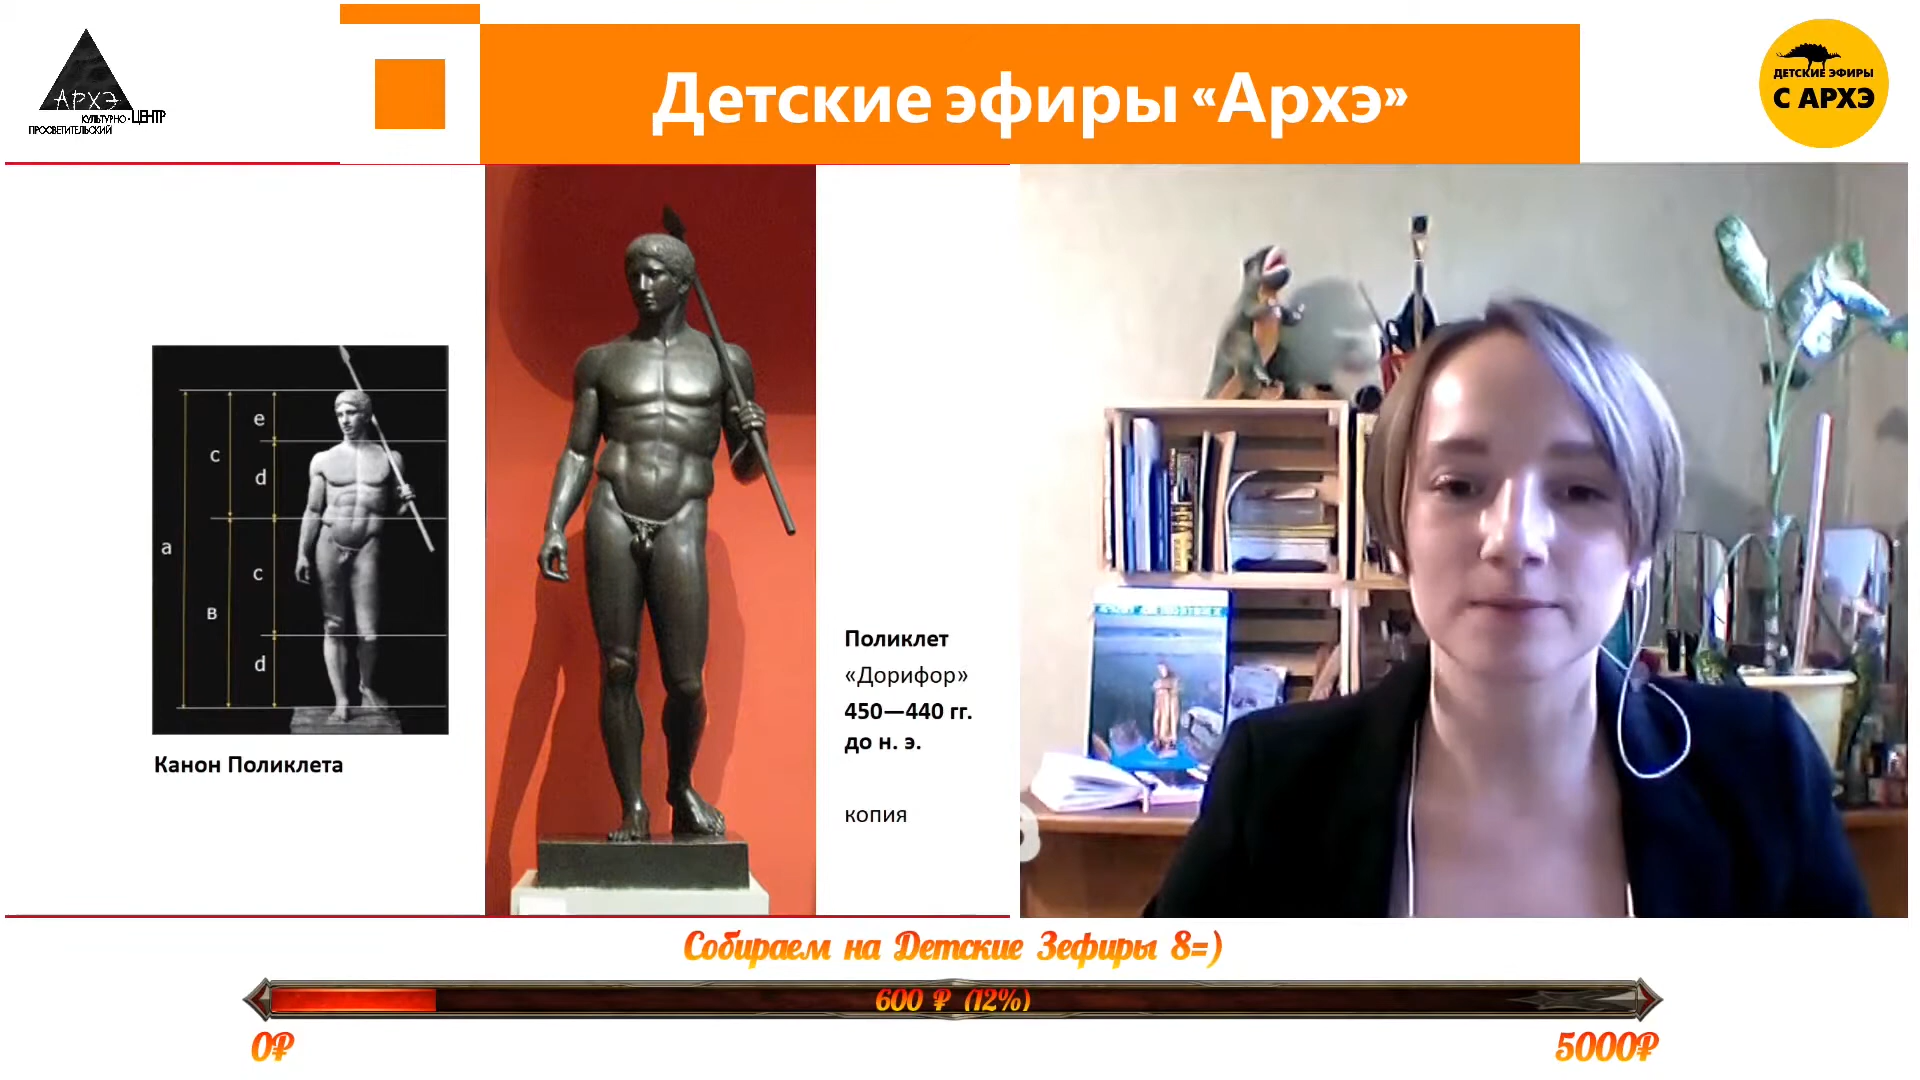 АРХЭ
КУЛЬТУРНО-ЦЕНТР
ПРОСВЕТИТЕЛЬСКИЙ
Детские эфиры «Архэ»
ДЕТСКИЕ ЭФИРЫ
С АРХЭ
e
c
d
a
c
в
d
Канон Поликлета
Поликлет
«Дорифор»
450—440 гг.
до н. э.
копия
Собираем на Детские Зефиры 8=)
600 ₽ (12%)
0₽
5000₽